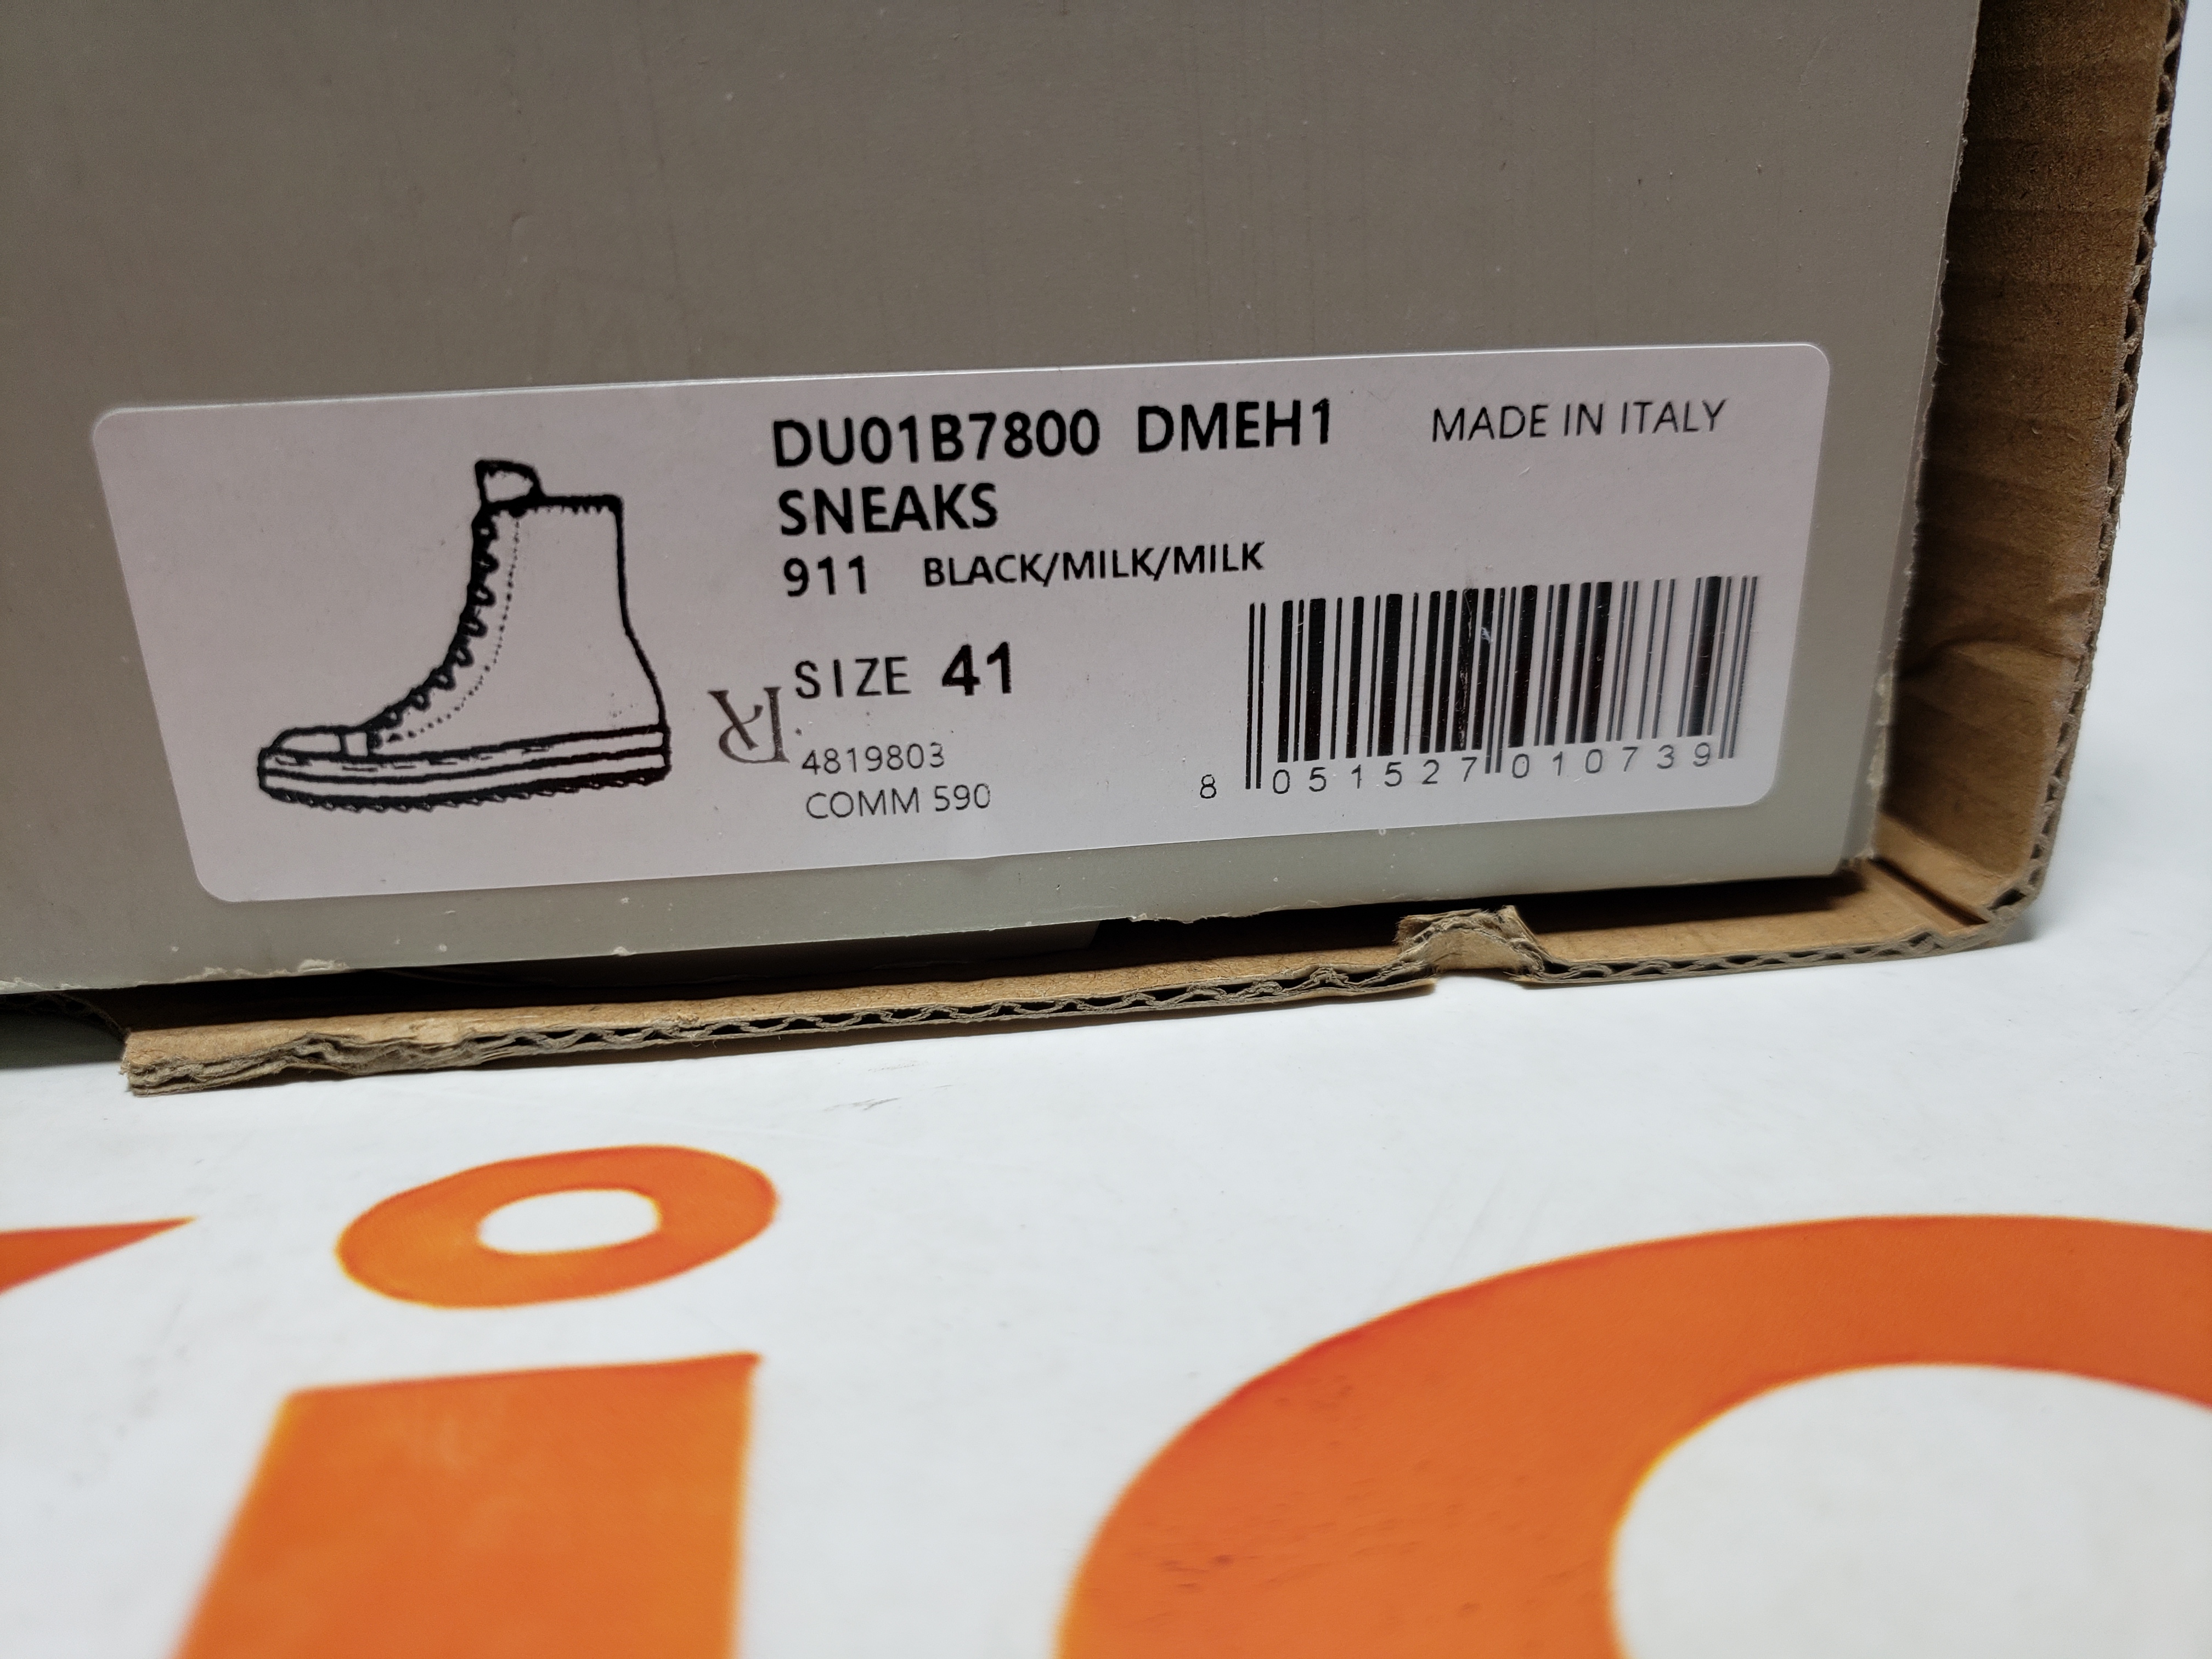 DU01B7800 DMEH1 MADE IN ITALY
SNEAKS
911 BLACK/MILK/MILK
SIZE 41
R
4819803
COMM 590
8 051527 010739